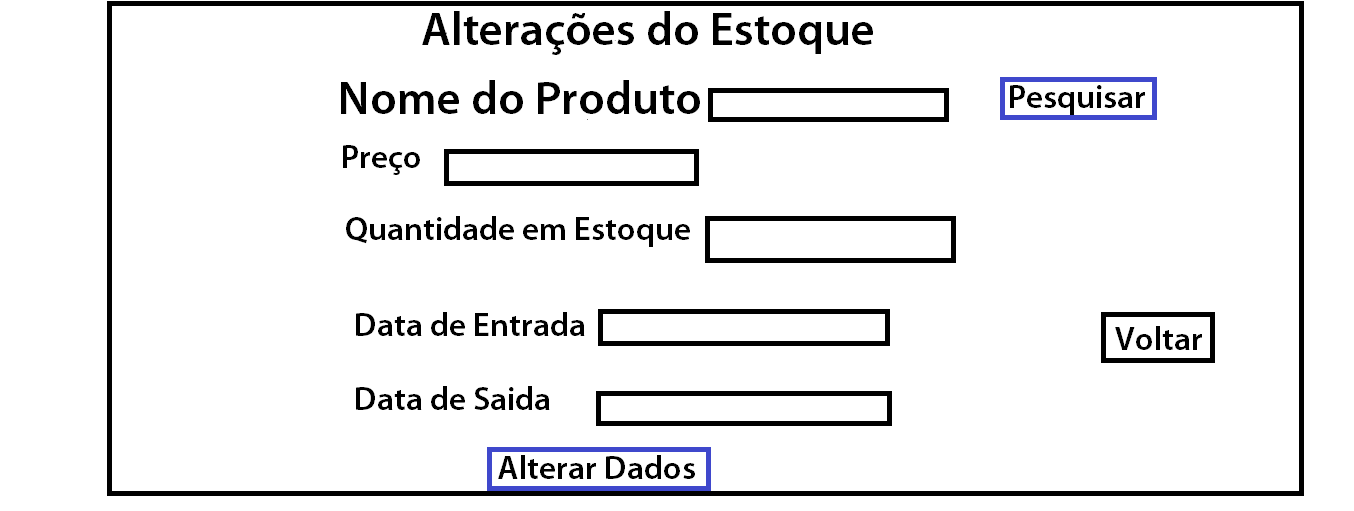 Alterações do Estoque
Nome do Produto
Pesquisar
Preço
Quantidade em Estoque
Data de Entrada
Voltar
Data de Saida
Alterar Dados